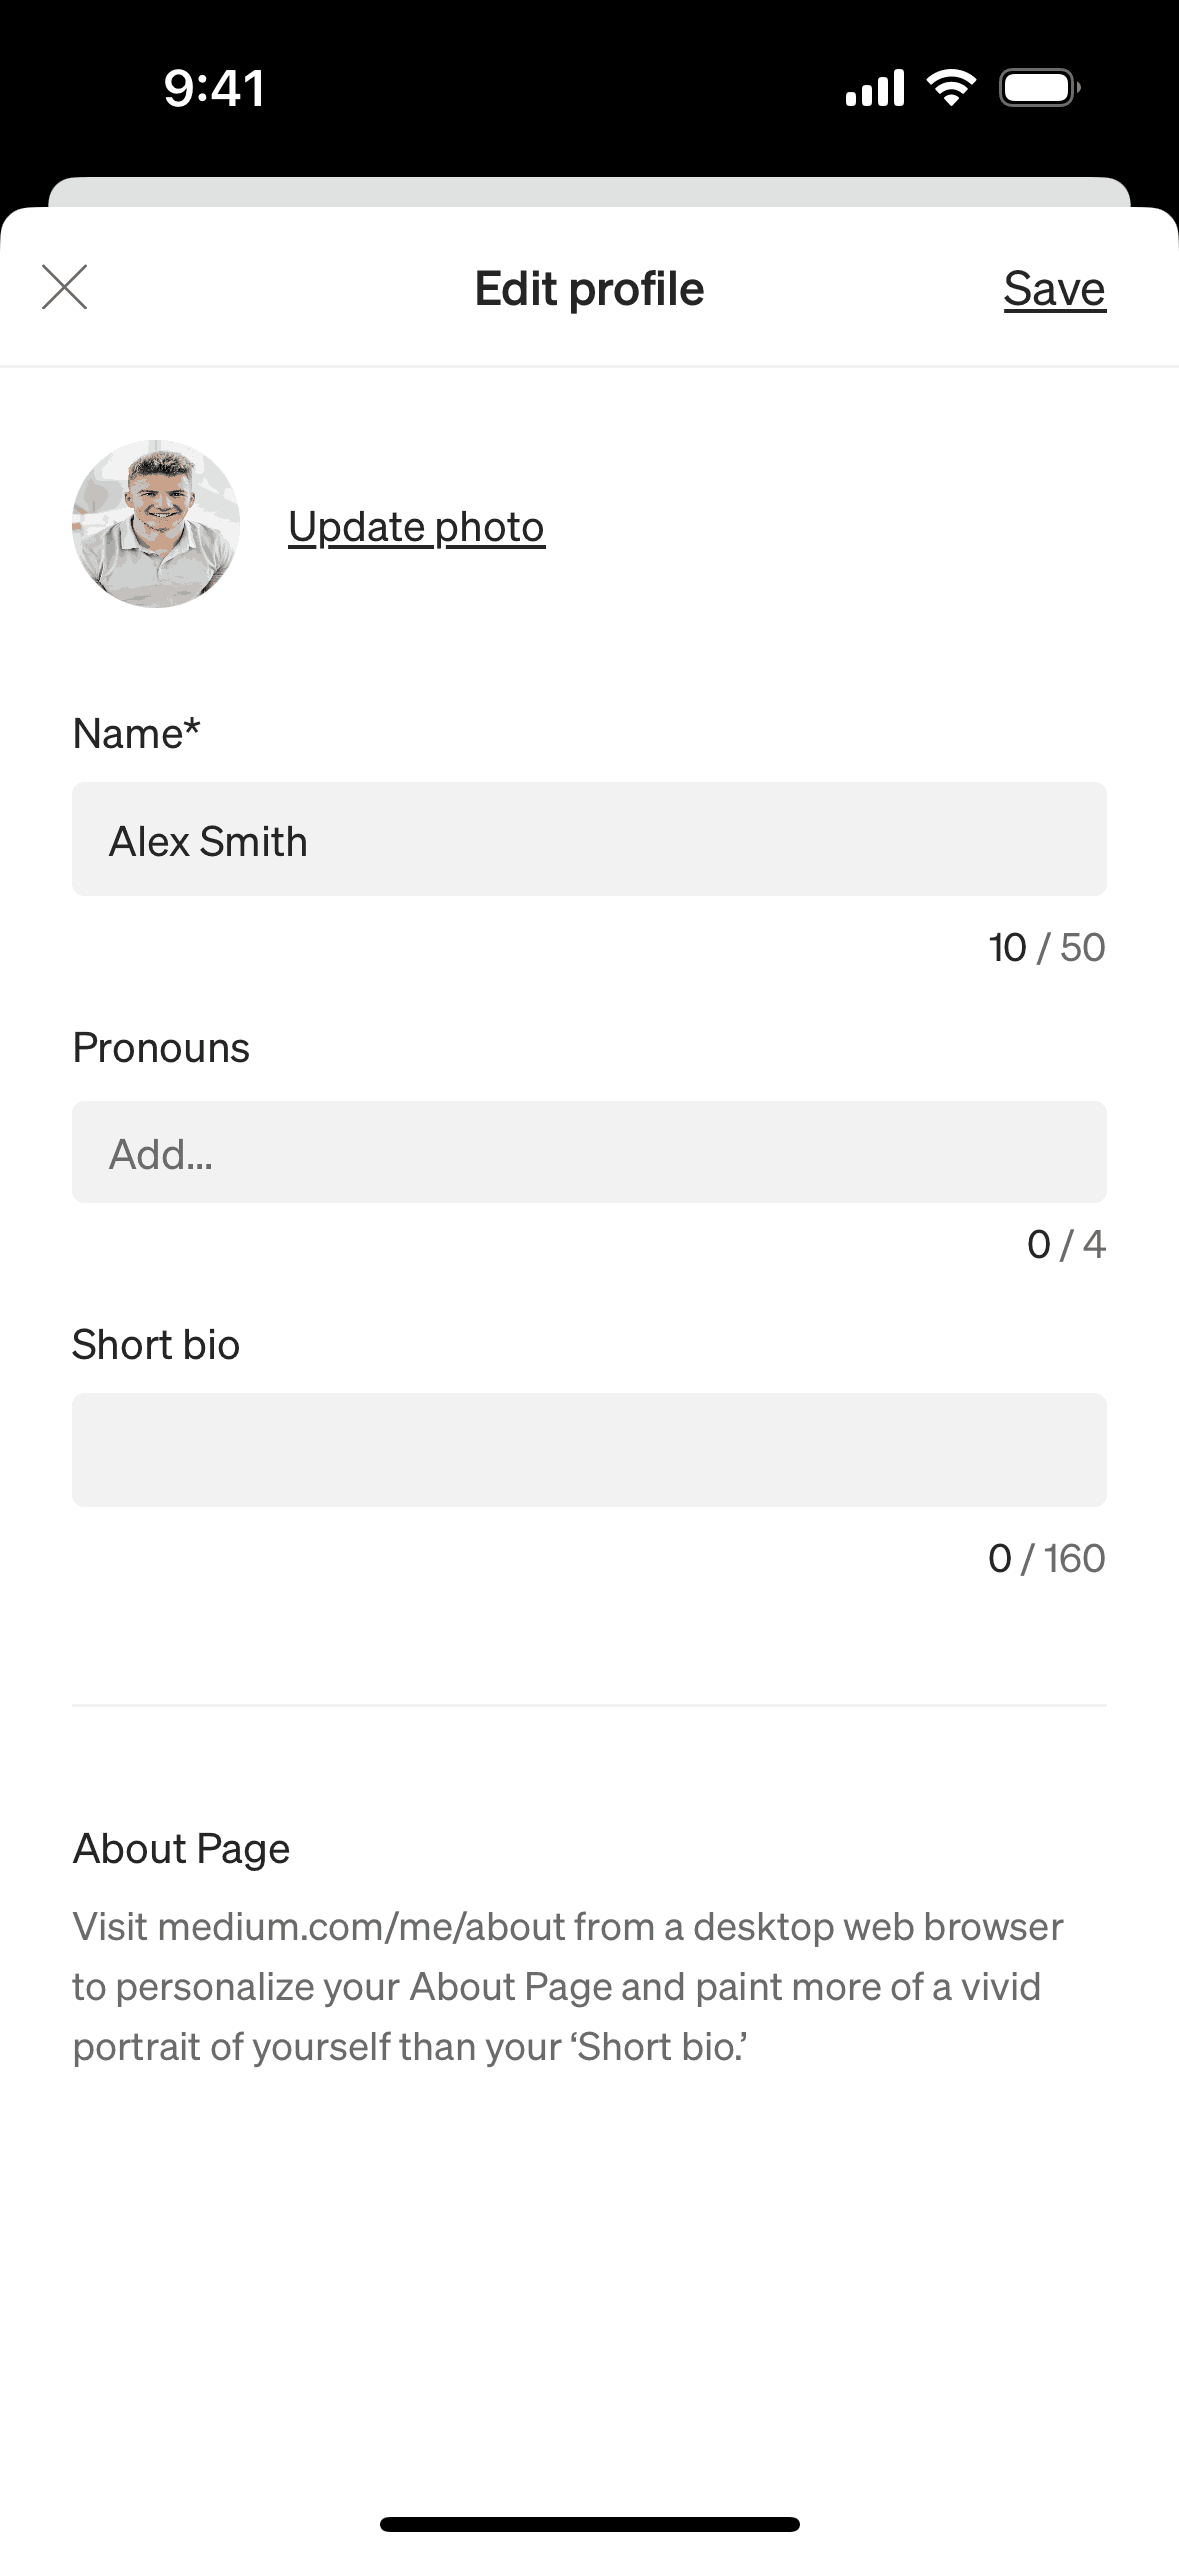 9:41
Edit profile
Save
Update photo
Name*
Alex Smith
10 / 50
Pronouns
Add...
0 / 4
Short bio
0 / 160
About Page
Visit medium.com/me/about from a desktop web browser
to personalize your About Page and paint more of a vivid
portrait of yourself than your ‘Short bio.’